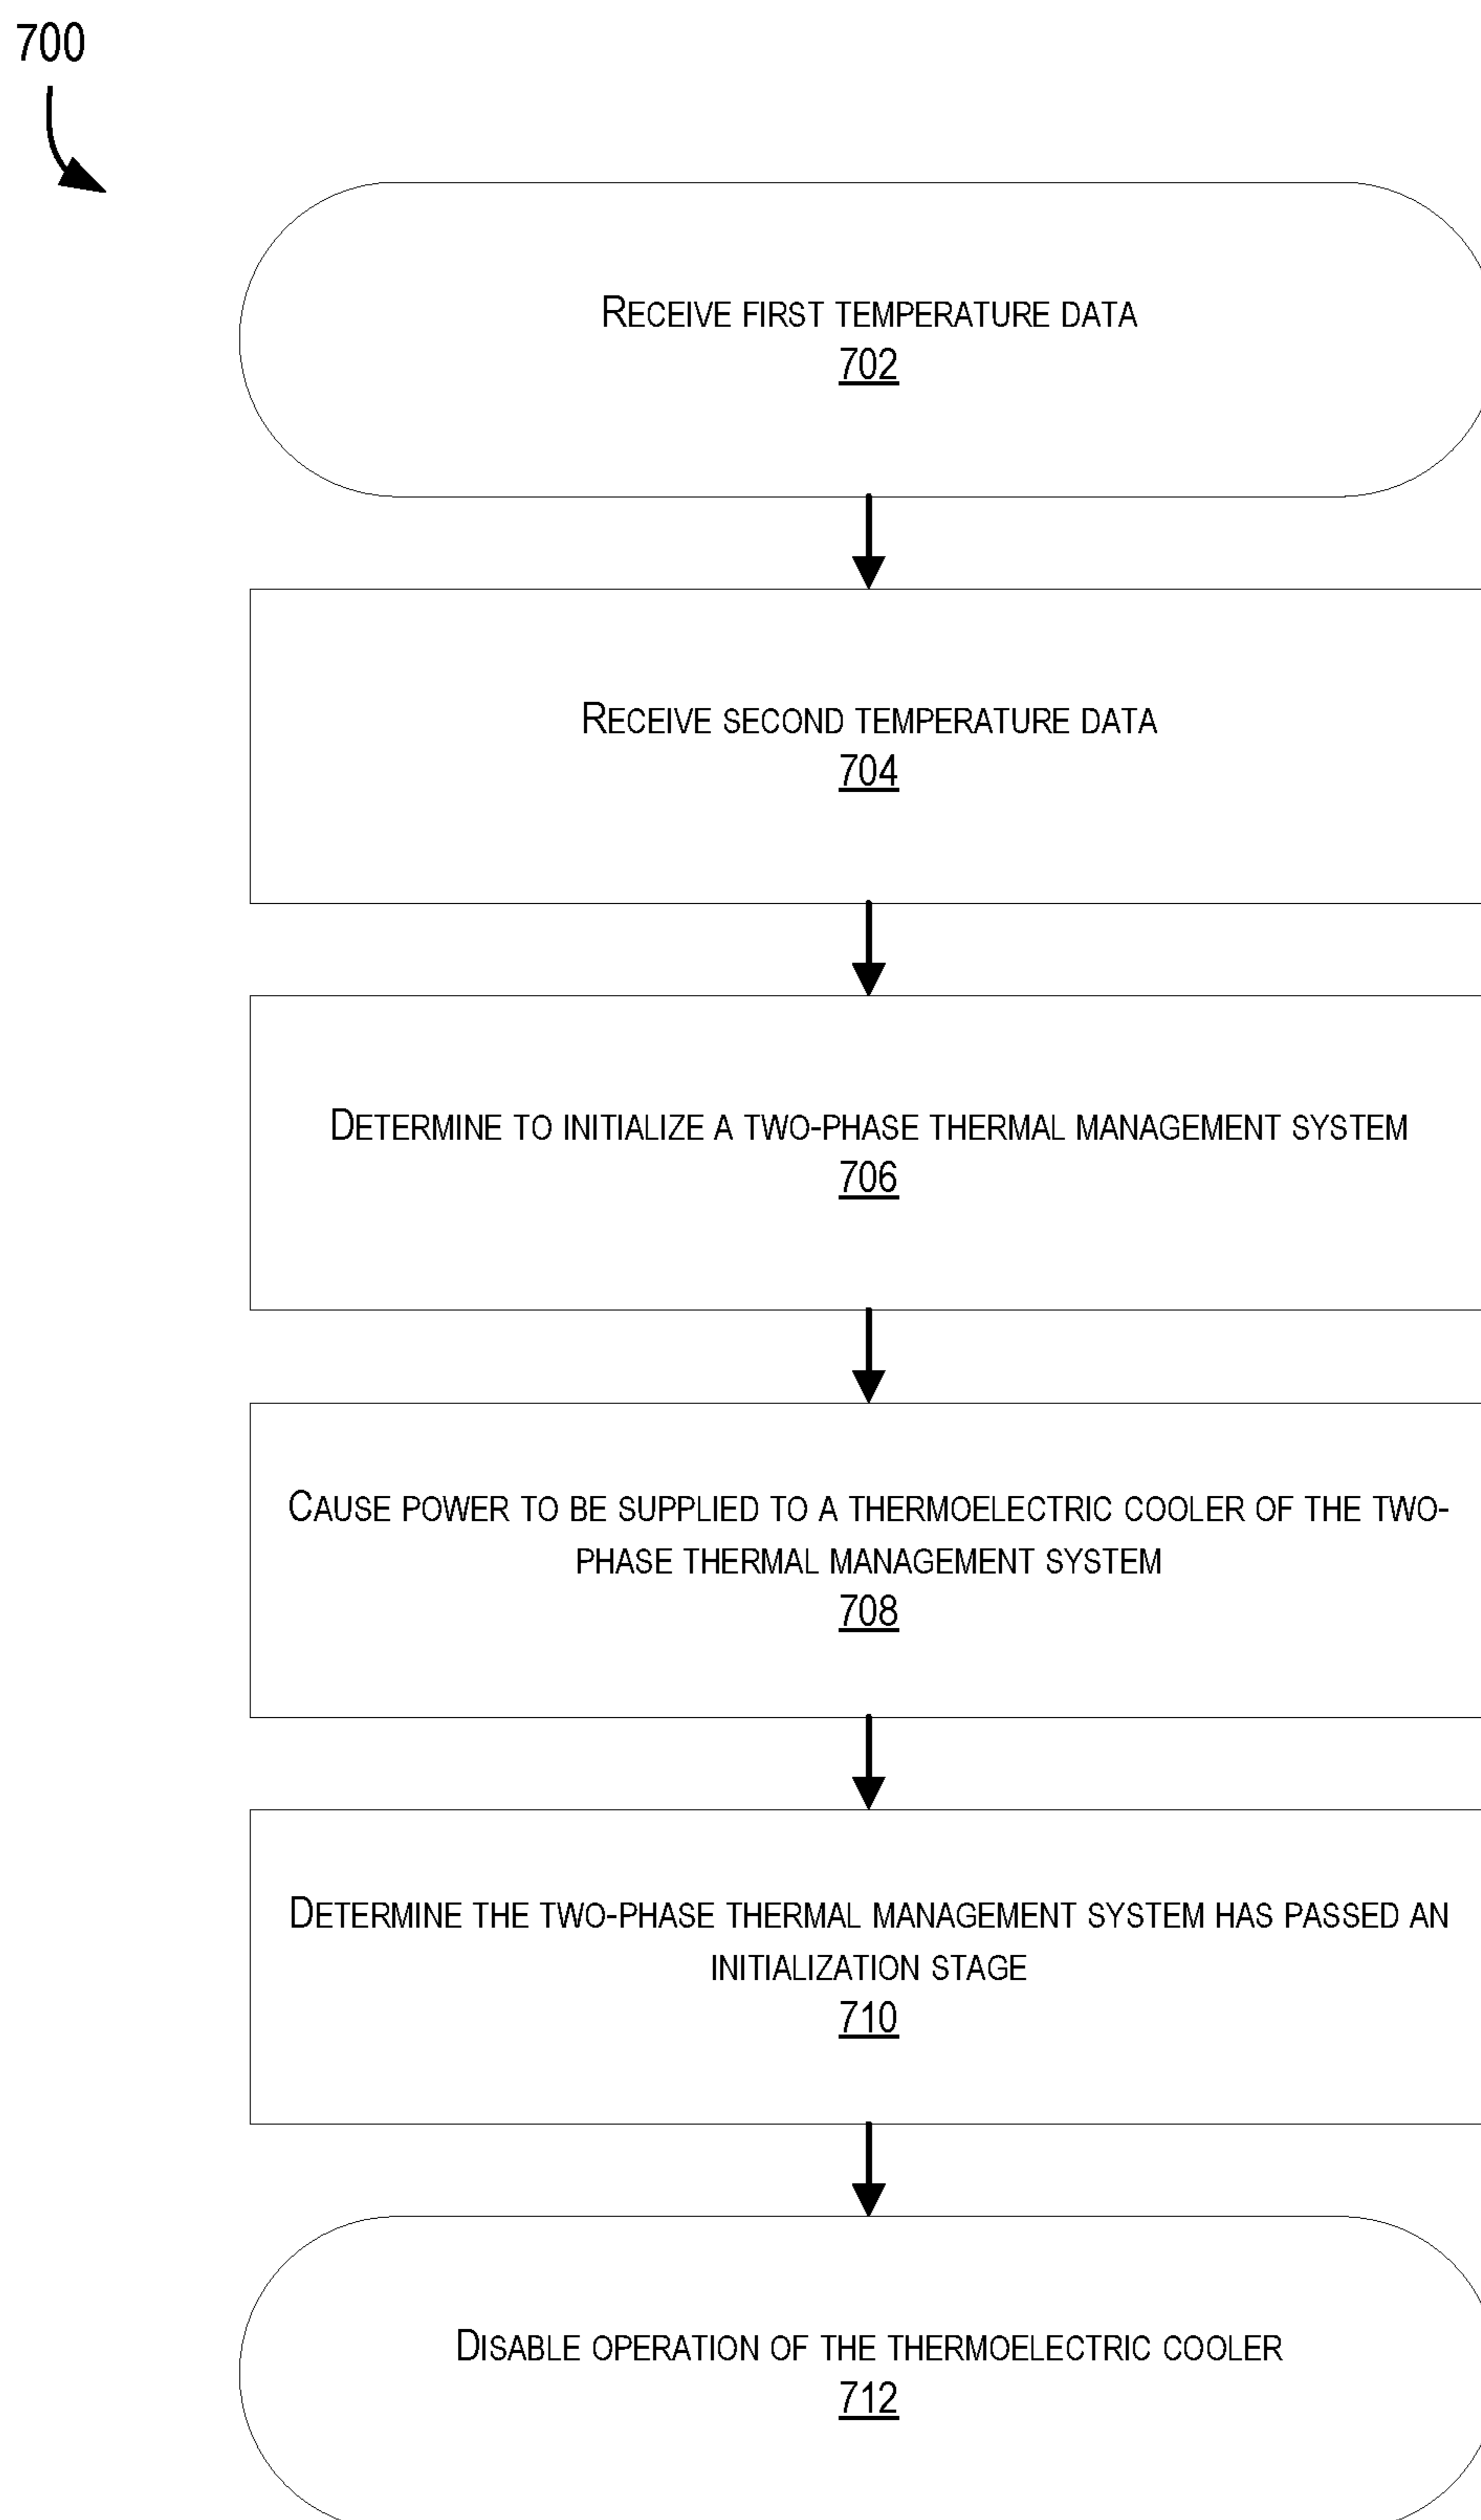 700
RECEIVE FIRST TEMPERATURE DATA
702
RECEIVE SECOND TEMPERATURE DATA
704
DETERMINE TO INITIALIZE A TWO-PHASE THERMAL MANAGEMENT SYSTEM
706
CAUSE POWER TO BE SUPPLIED TO A THERMOELECTRIC COOLER OF THE TWO-
PHASE THERMAL MANAGEMENT SYSTEM
708
DETERMINE THE TWO-PHASE THERMAL MANAGEMENT SYSTEM HAS PASSED AN
INITIALIZATION STAGE
710
DISABLE OPERATION OF THE THERMOELECTRIC COOLER
712